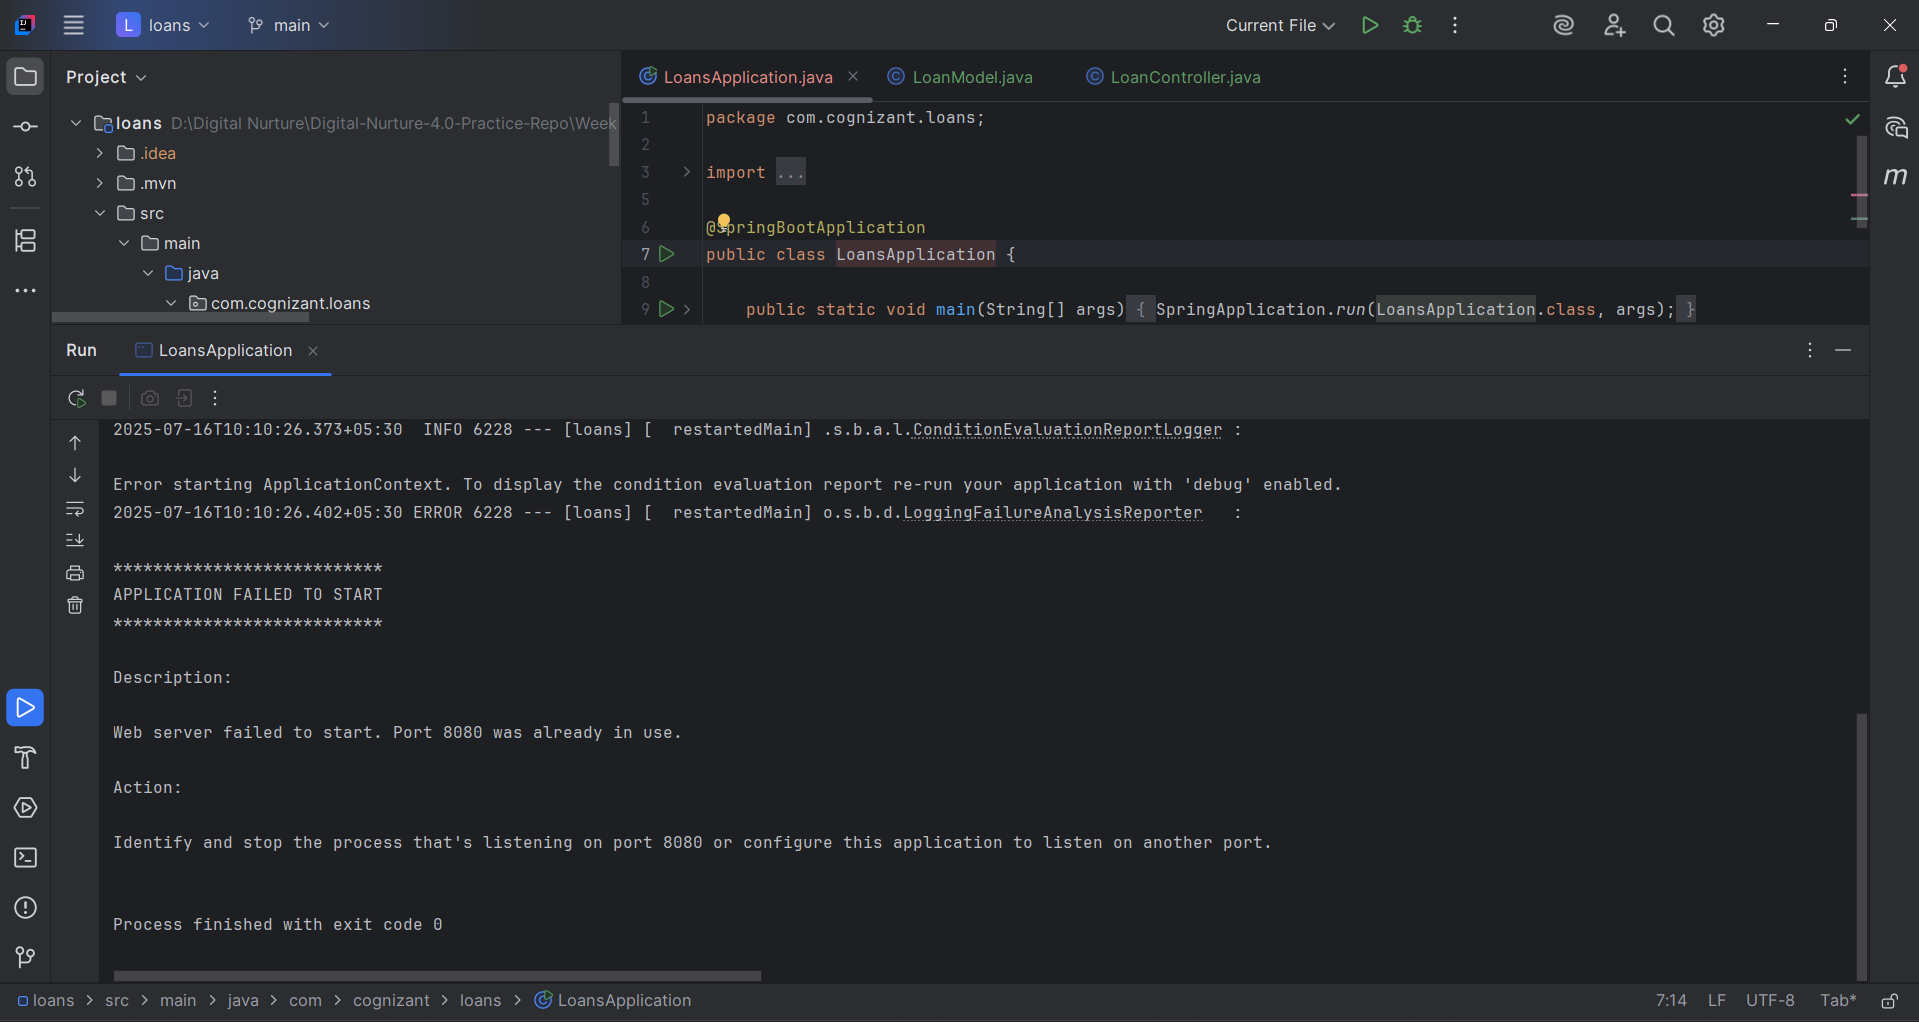 L loans main Current File
Project
LoansApplication.java LoanModel.java LoanController.java
loans D:\Digital Nurture\Digital-Nurture-4.0-Practice-Repo\Week
.idea
.mvn
src
main
java
com.cognizant.loans
1 package com.cognizant.loans;
2
3 import ...
5
6 @SpringBootApplication
7 public class LoansApplication {
8
9 public static void main(String[] args) { SpringApplication.run(LoansApplication.class, args); }
m
Run LoansApplication
2025-07-16T10:10:26.373+05:30  INFO 6228 --- [loans] [  restartedMain] .s.b.a.l.ConditionEvaluationReportLogger :
Error starting ApplicationContext. To display the condition evaluation report re-run your application with 'debug' enabled.
2025-07-16T10:10:26.402+05:30 ERROR 6228 --- [loans] [  restartedMain] o.s.b.d.LoggingFailureAnalysisReporter   :
***************************
APPLICATION FAILED TO START
***************************
Description:
Web server failed to start. Port 8080 was already in use.
Action:
Identify and stop the process that's listening on port 8080 or configure this application to listen on another port.
Process finished with exit code 0
loans > src > main > java > com > cognizant > loans > LoansApplication 7:14 LF UTF-8 Tab*